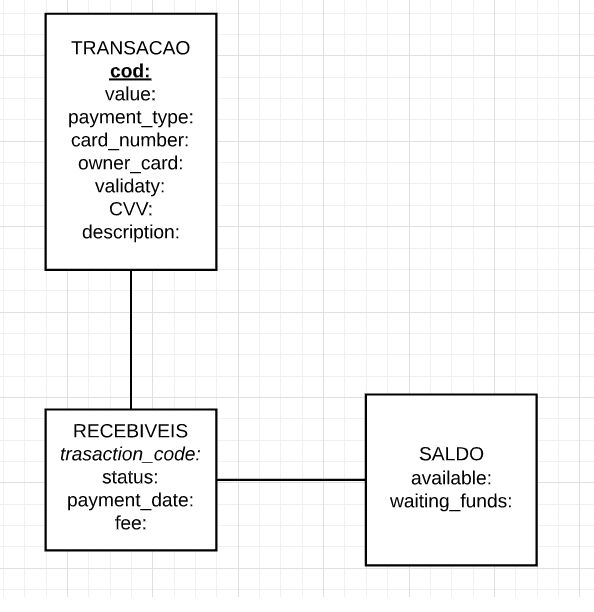 TRANSACAO
cod:
value:
payment_type:
card_number:
owner_card:
validaty:
CVV:
description:
RECEBIVEIS
trasaction_code:
status:
payment_date:
fee:
SALDO
available:
waiting_funds: